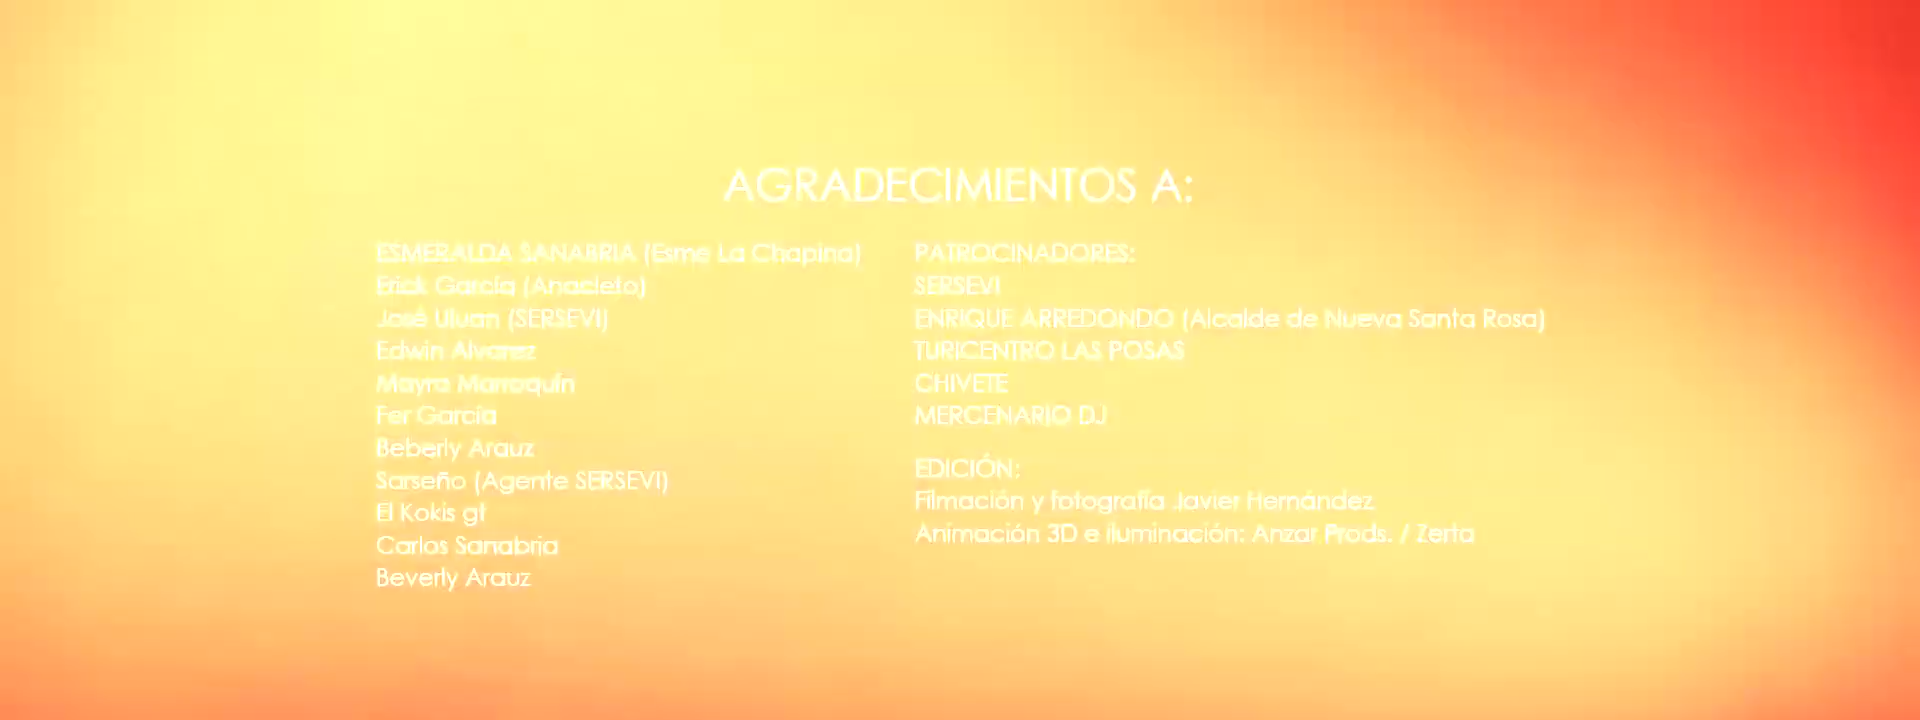 AGRADECIMIENTOS A:
ESMERALDA SANABRIA (Esme La Chapina)
Erick García (Anacleto)
José Uluan (SERSEVI)
Edwin Alvarez
Mayra Marroquín
Fer García
Beberly Arauz
Sarseño (Agente SERSEVI)
El Kokis gt
Carlos Sanabria
Beverly Arauz
PATROCINADORES:
SERSEVI
ENRIQUE ARREDONDO (Alcalde de Nueva Santa Rosa)
TURICENTRO LAS POSAS
CHIVETE
MERCENARIO DJ
EDICIÓN:
Filmación y fotografía Javier Hernández
Animación 3D e iluminación: Anzar Prods. / Zerta